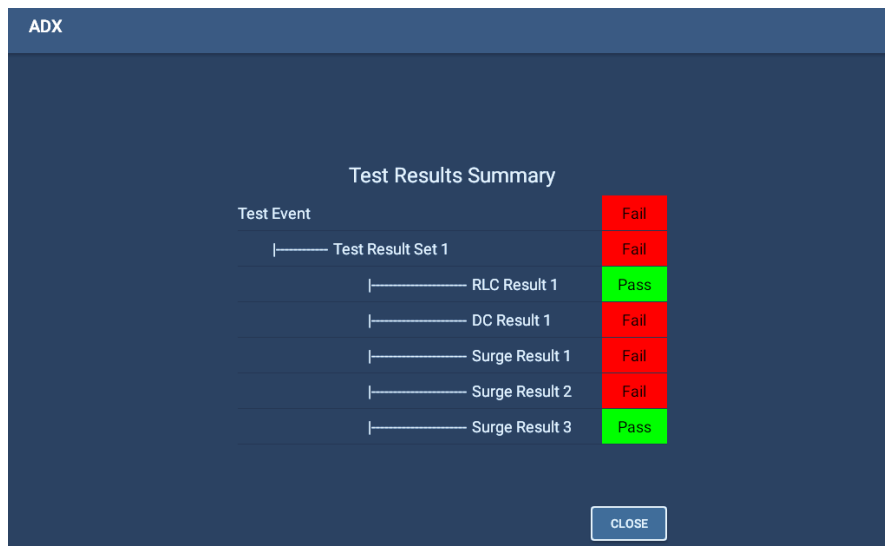 ADX
Test Results Summary
Test Event Fail
|------------ Test Result Set 1 Fail
|---------------------- RLC Result 1 Pass
|---------------------- DC Result 1 Fail
|---------------------- Surge Result 1 Fail
|---------------------- Surge Result 2 Fail
|---------------------- Surge Result 3 Pass
CLOSE